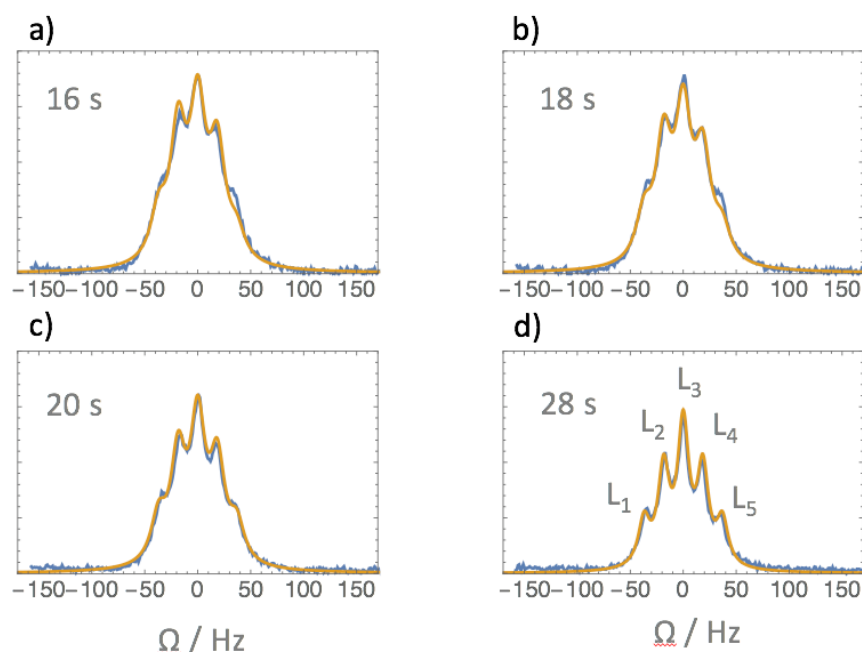 a) b)
16 s 18 s
−150 −100 −50 0 50 100 150 −150 −100 −50 0 50 100 150
c) d)
20 s 28 s
L₁ L₂ L₃ L₄ L₅
−150 −100 −50 0 50 100 150 −150 −100 −50 0 50 100 150
Ω / Hz Ω / Hz